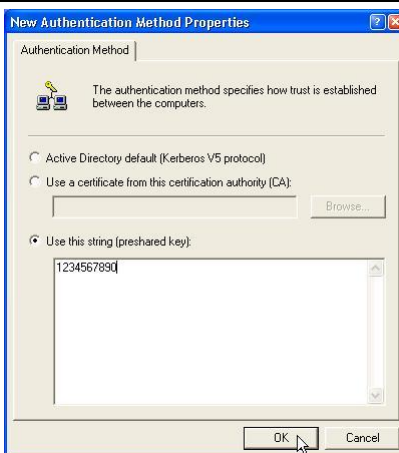 New Authentication Method Properties
Authentication Method
The authentication method specifies how trust is established
between the computers.
Active Directory default (Kerberos V5 protocol)
Use a certificate from this certification authority (CA):
Browse...
Use this string (preshared key):
1234567890
OK
Cancel